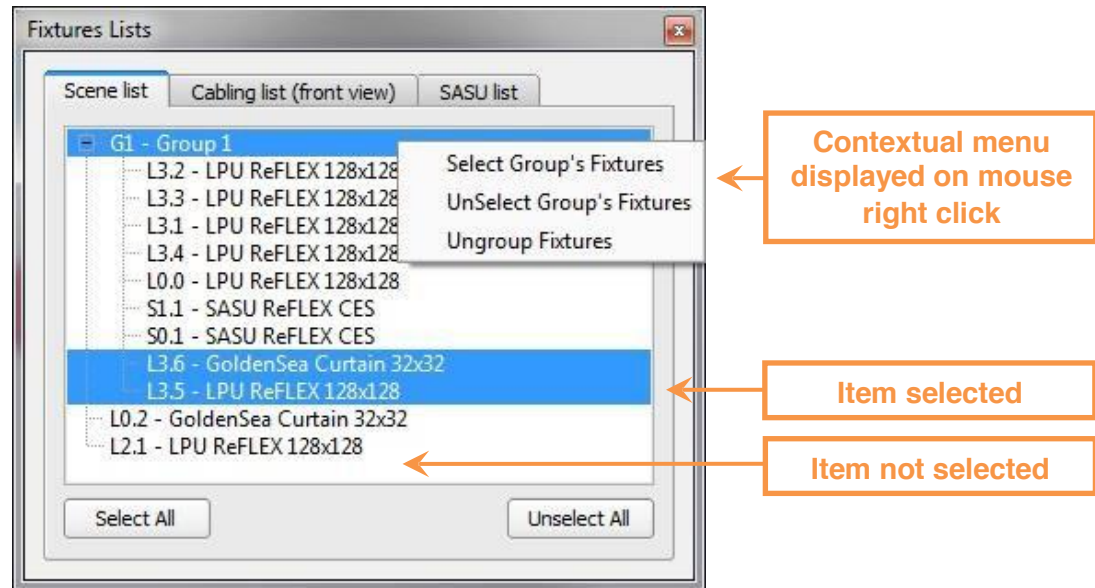 Fixtures Lists
Scene list
Cabling list (front view)
SASU list
G1 - Group 1
L3.2 - LPU ReFLEX 128x128
L3.3 - LPU ReFLEX 128x128
L3.1 - LPU ReFLEX 128x128
L3.4 - LPU ReFLEX 128x128
L0.0 - LPU ReFLEX 128x128
S1.1 - SASU ReFLEX CES
S0.1 - SASU ReFLEX CES
L3.6 - GoldenSea Curtain 32x32
L3.5 - LPU ReFLEX 128x128
L0.2 - GoldenSea Curtain 32x32
L2.1 - LPU ReFLEX 128x128
Select Group's Fixtures
UnSelect Group's Fixtures
Ungroup Fixtures
Select All
Unselect All
Contextual menu
displayed on mouse
right click
Item selected
Item not selected